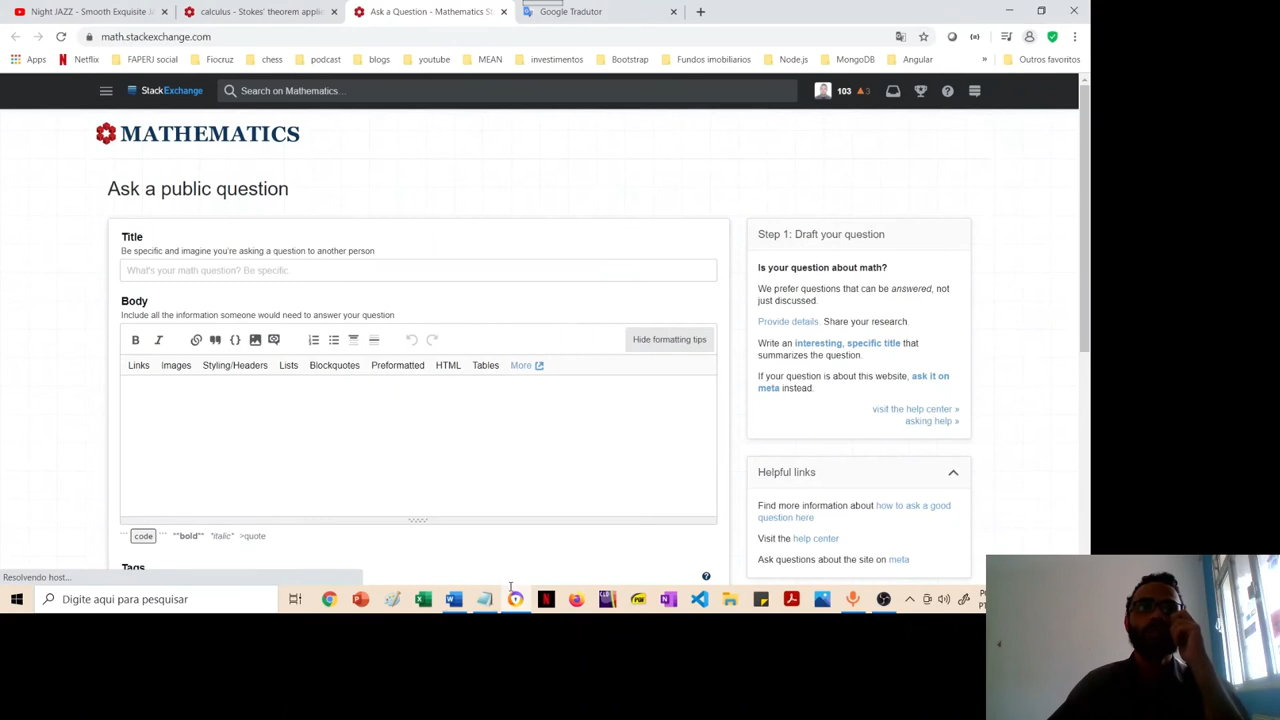 Night JAZZ - Smooth Exquisite J
calculus - Stokes' theorem appli
Ask a Question - Mathematics St
Google Tradutor
math.stackexchange.com
Apps Netflix FAPERJ social Fiocruz chess podcast blogs youtube MEAN investimentos Bootstrap Fundos imobiliarios Node.js MongoDB Angular » Outros favoritos
StackExchange Search on Mathematics... 103 3
MATHEMATICS
Ask a public question
Title
Be specific and imagine you're asking a question to another person
What's your math question? Be specific.
Body
Include all the information someone would need to answer your question
Hide formatting tips
Links Images Styling/Headers Lists Blockquotes Preformatted HTML Tables More
``` code ``` **bold** *italic* >quote
Tags
Step 1: Draft your question
Is your question about math?
We prefer questions that can be answered, not
just discussed.
Provide details. Share your research.
Write an interesting, specific title that
summarizes the question.
If your question is about this website, ask it on
meta instead.
visit the help center »
asking help »
Helpful links
Find more information about how to ask a good
question here
Visit the help center
Ask questions about the site on meta
Resolvendo host...
Digite aqui para pesquisar